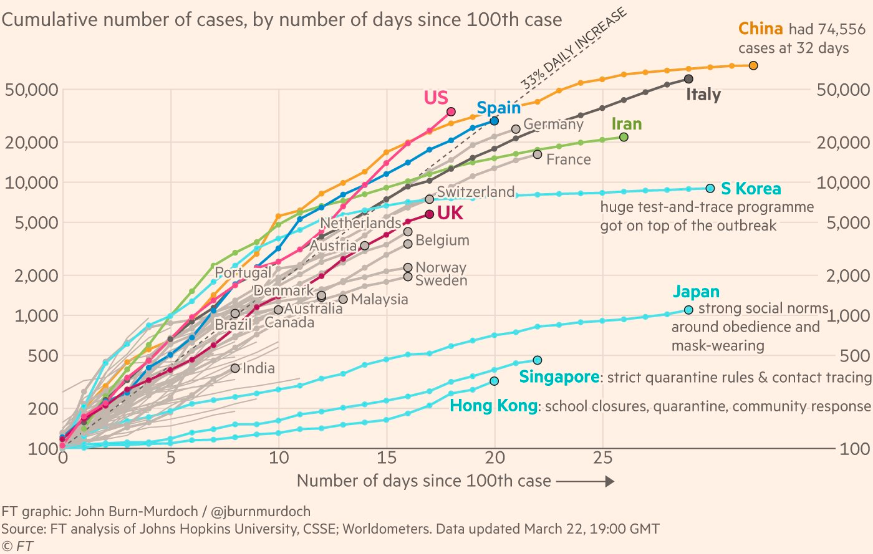 Cumulative number of cases, by number of days since 100th case
33% DAILY INCREASE
China had 74,556
cases at 32 days
50,000
50,000
US
Spain
Italy
Germany
Iran
20,000
20,000
France
10,000
10,000
Switzerland
S Korea
huge test-and-trace programme
got on top of the outbreak
5,000
5,000
UK
Netherlands
Austria
Belgium
Portugal
Norway
Sweden
2,000
2,000
Denmark
Malaysia
Japan
strong social norms
around obedience and
mask-wearing
1,000
1,000
Australia
Brazil
Canada
500
500
India
Singapore: strict quarantine rules & contact tracing
200
200
Hong Kong: school closures, quarantine, community response
100
100
0 5 10 15 20 25
Number of days since 100th case
FT graphic: John Burn-Murdoch / @jburnmurdoch
Source: FT analysis of Johns Hopkins University, CSSE; Worldometers. Data updated March 22, 19:00 GMT
© FT